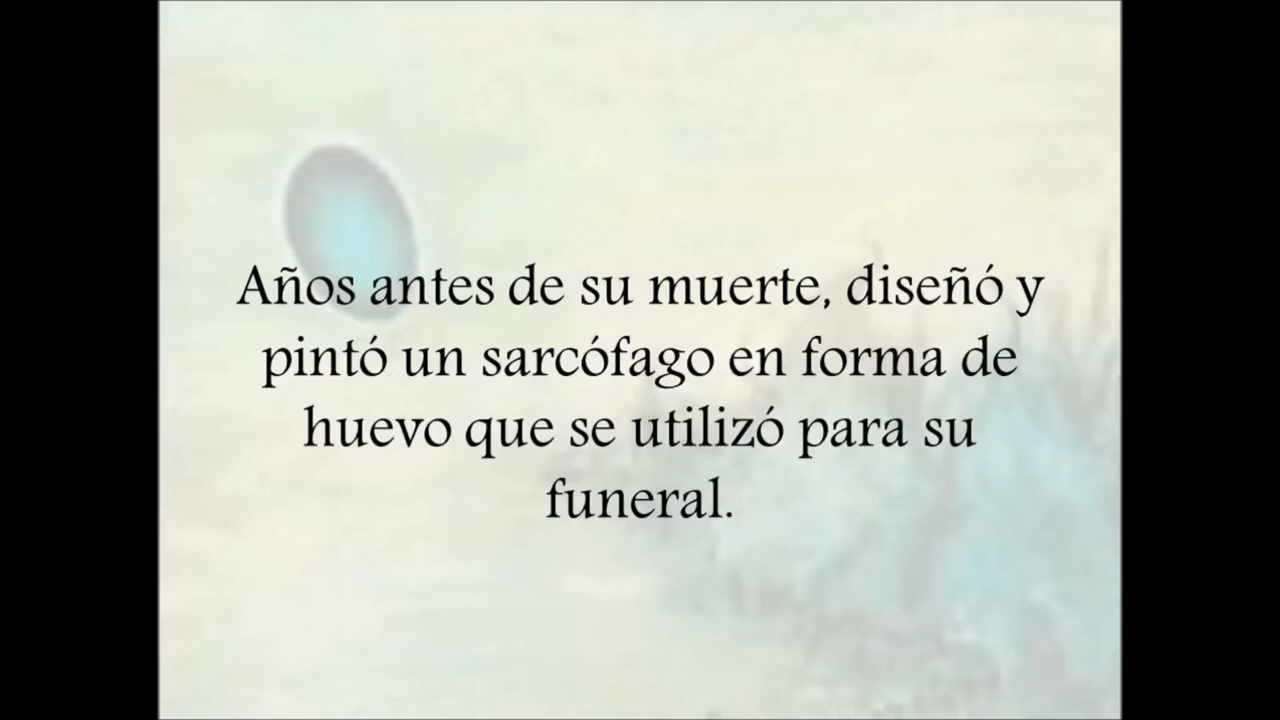 Años antes de su muerte, diseñó y
pintó un sarcófago en forma de
huevo que se utilizó para su
funeral.